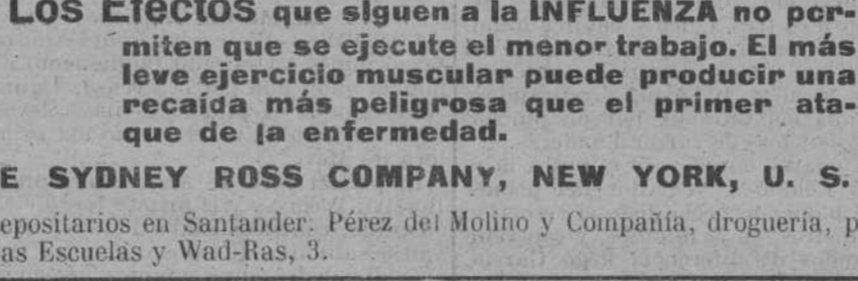 Los Efectos que siguen a la INFLUENZA no per-
miten que se ejecute el menor trabajo. El más
leve ejercicio muscular puede producir una
recaída más peligrosa que el primer ata-
que de la enfermedad.
E SYDNEY ROSS COMPANY, NEW YORK, U. S.
epositarios en Santander: Pérez del Molino y Compañía, droguería, p
as Escuelas y Wad-Ras, 3.